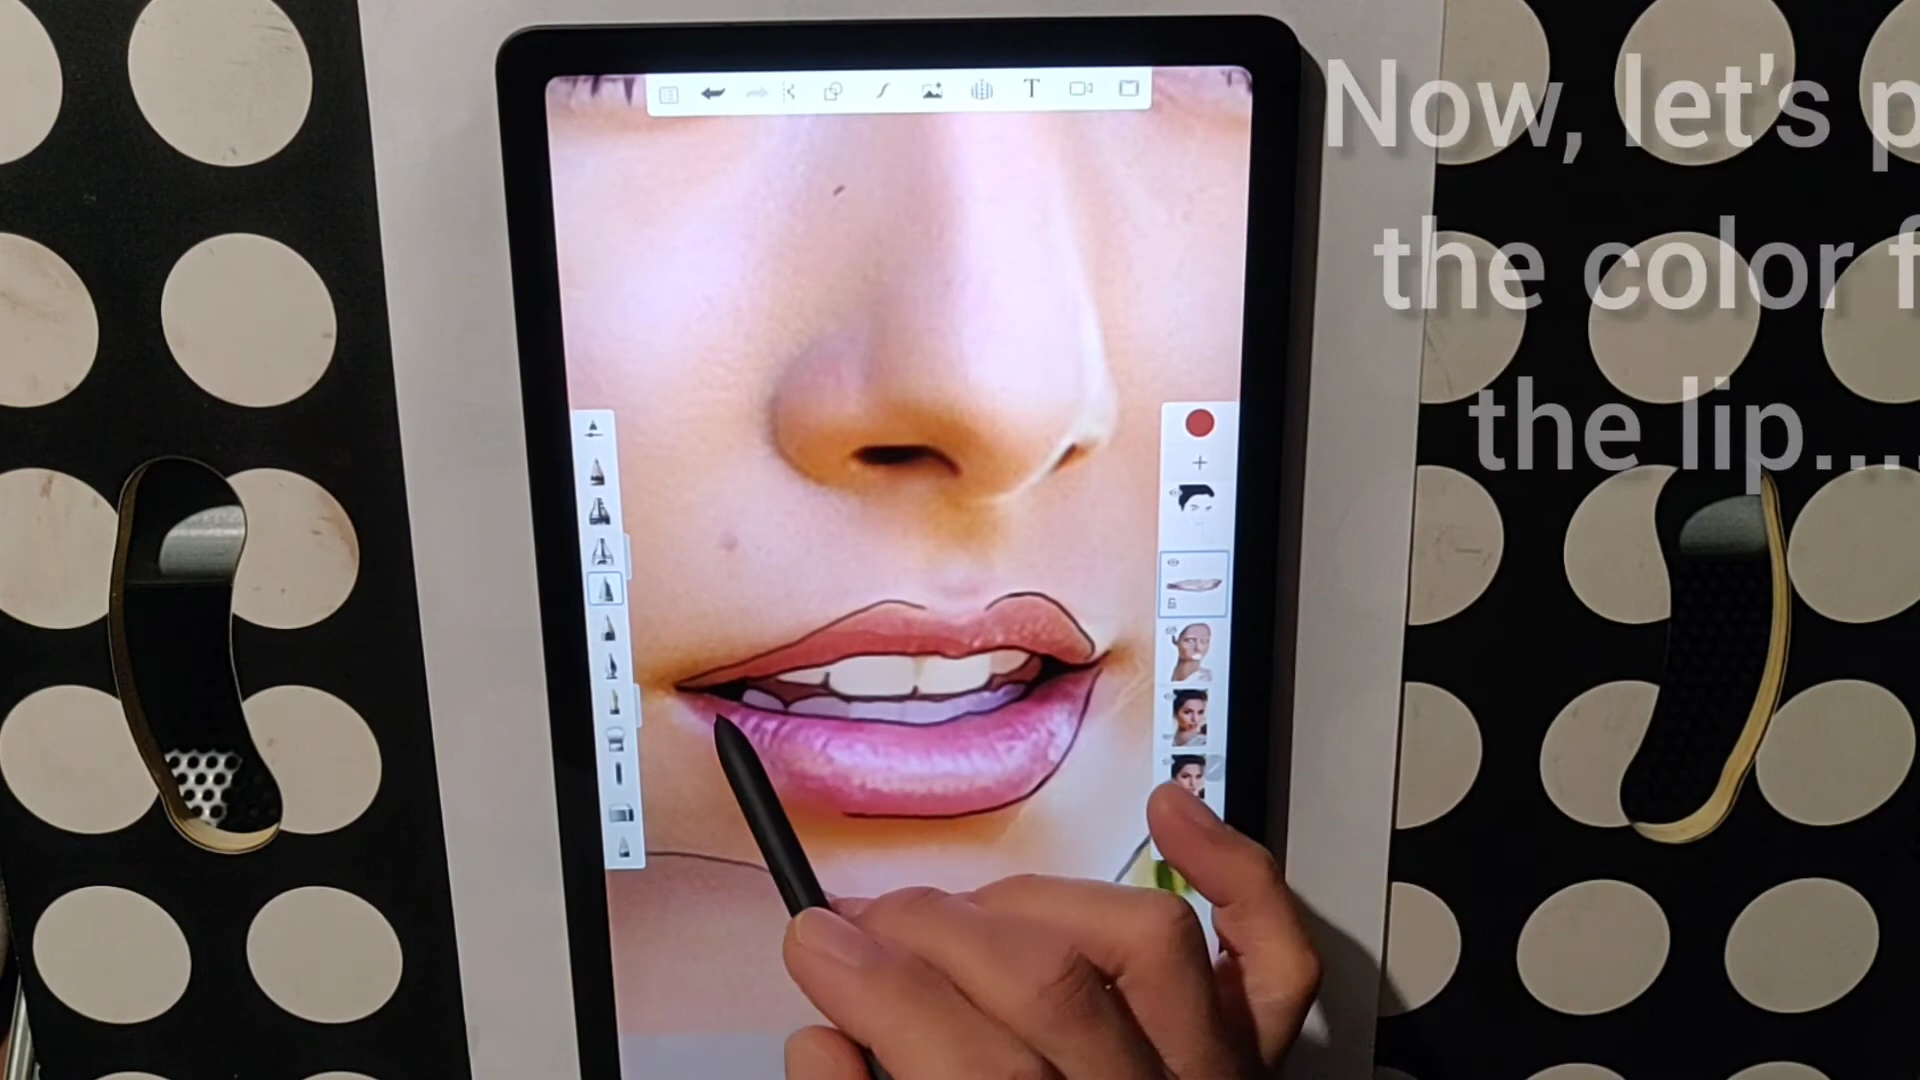 Now, let's p
the color f
the lip....
T